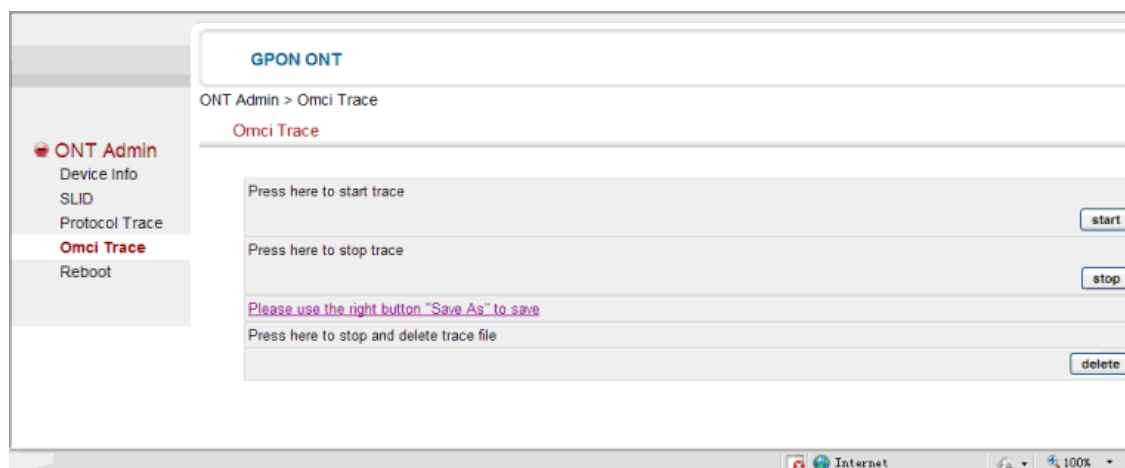 GPON ONT
ONT Admin > Omci Trace
Omci Trace
ONT Admin
Device Info
SLID
Protocol Trace
Omci Trace
Reboot
Press here to start trace
start
Press here to stop trace
stop
Please use the right button "Save As" to save
Press here to stop and delete trace file
delete
Internet
100%